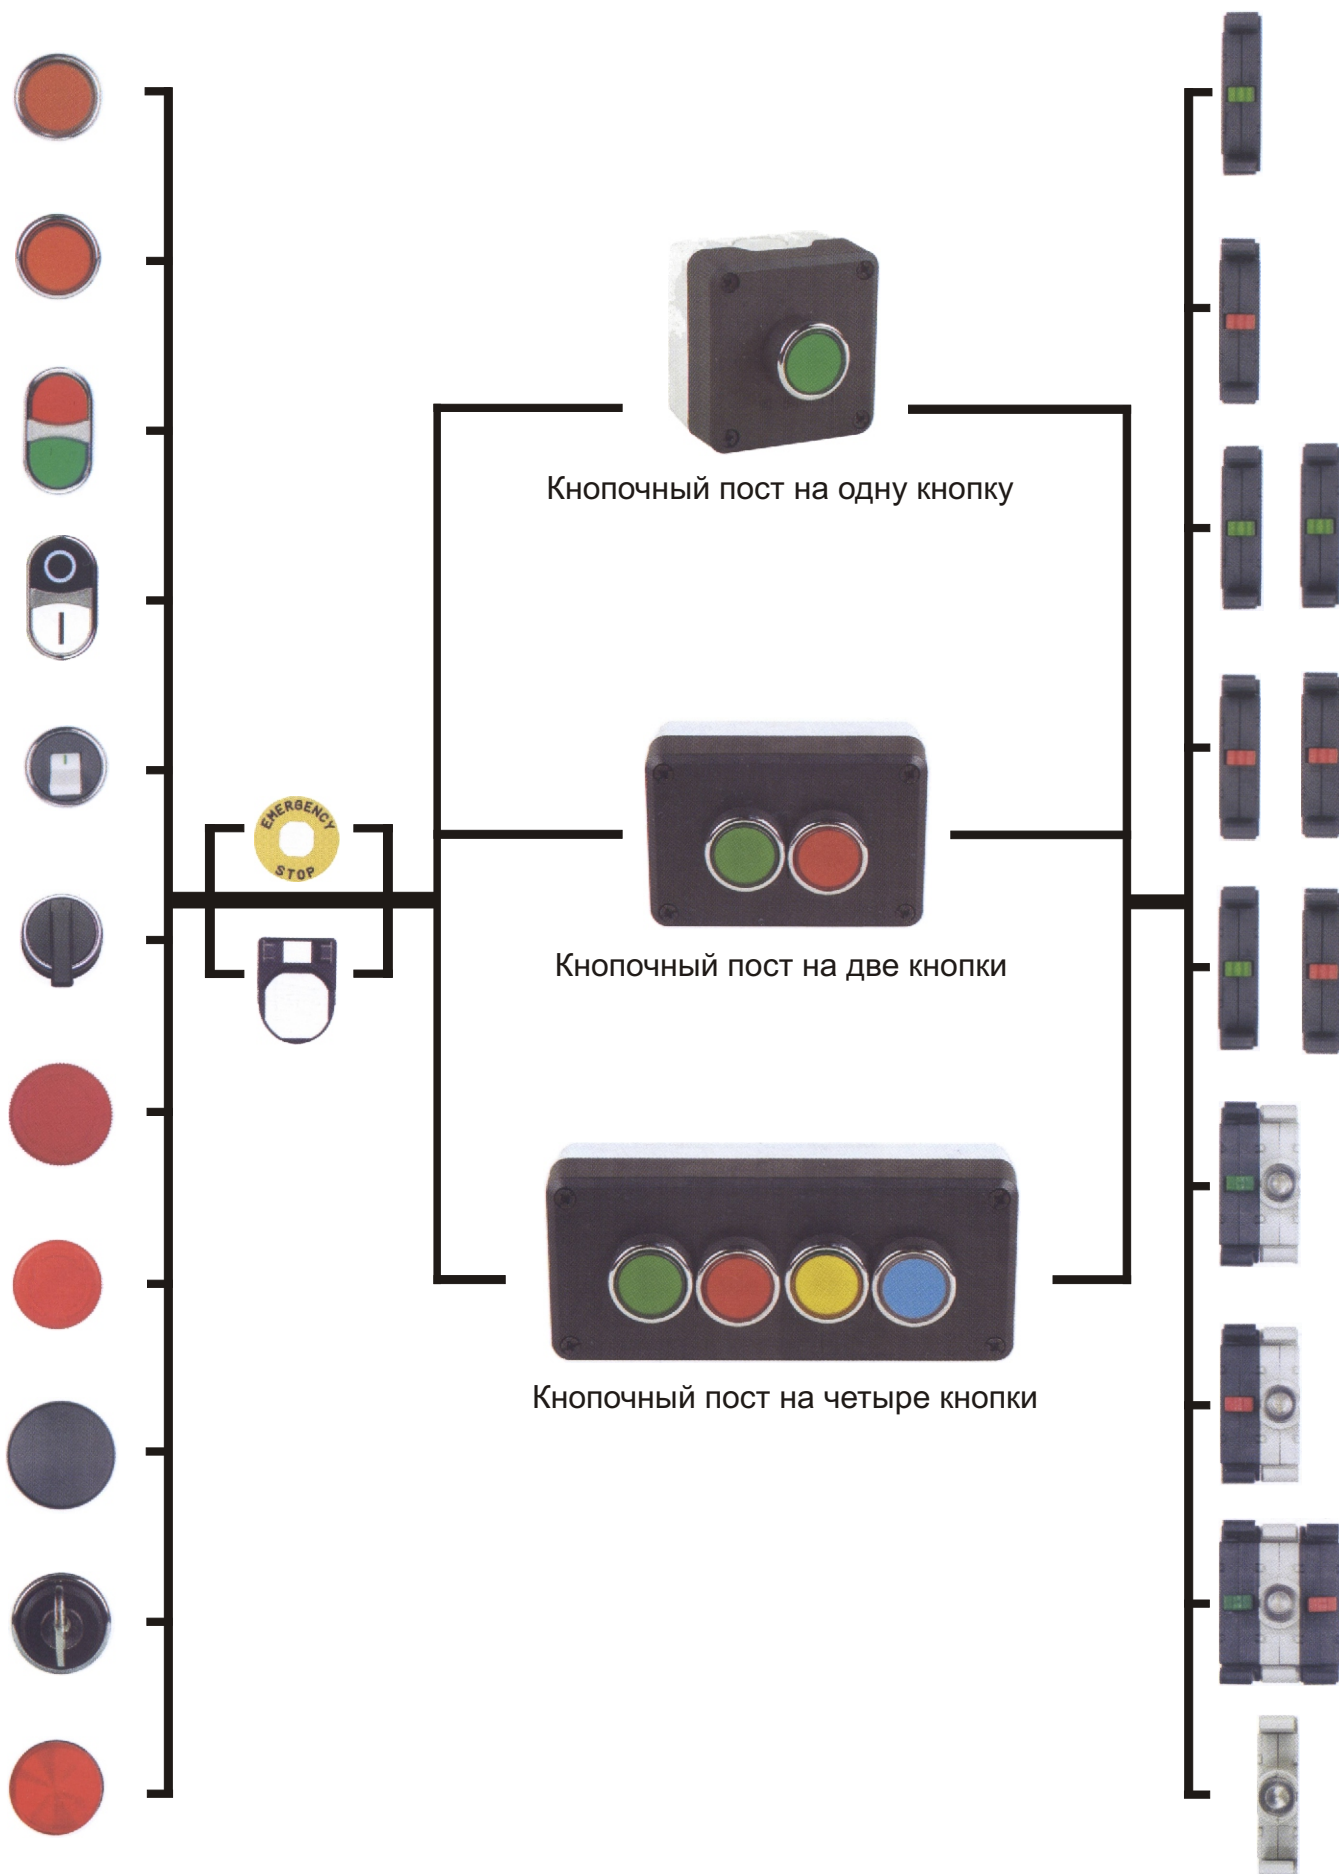 Кнопочный пост на одну кнопку
EMERGENCY
STOP
Кнопочный пост на две кнопки
Кнопочный пост на четыре кнопки